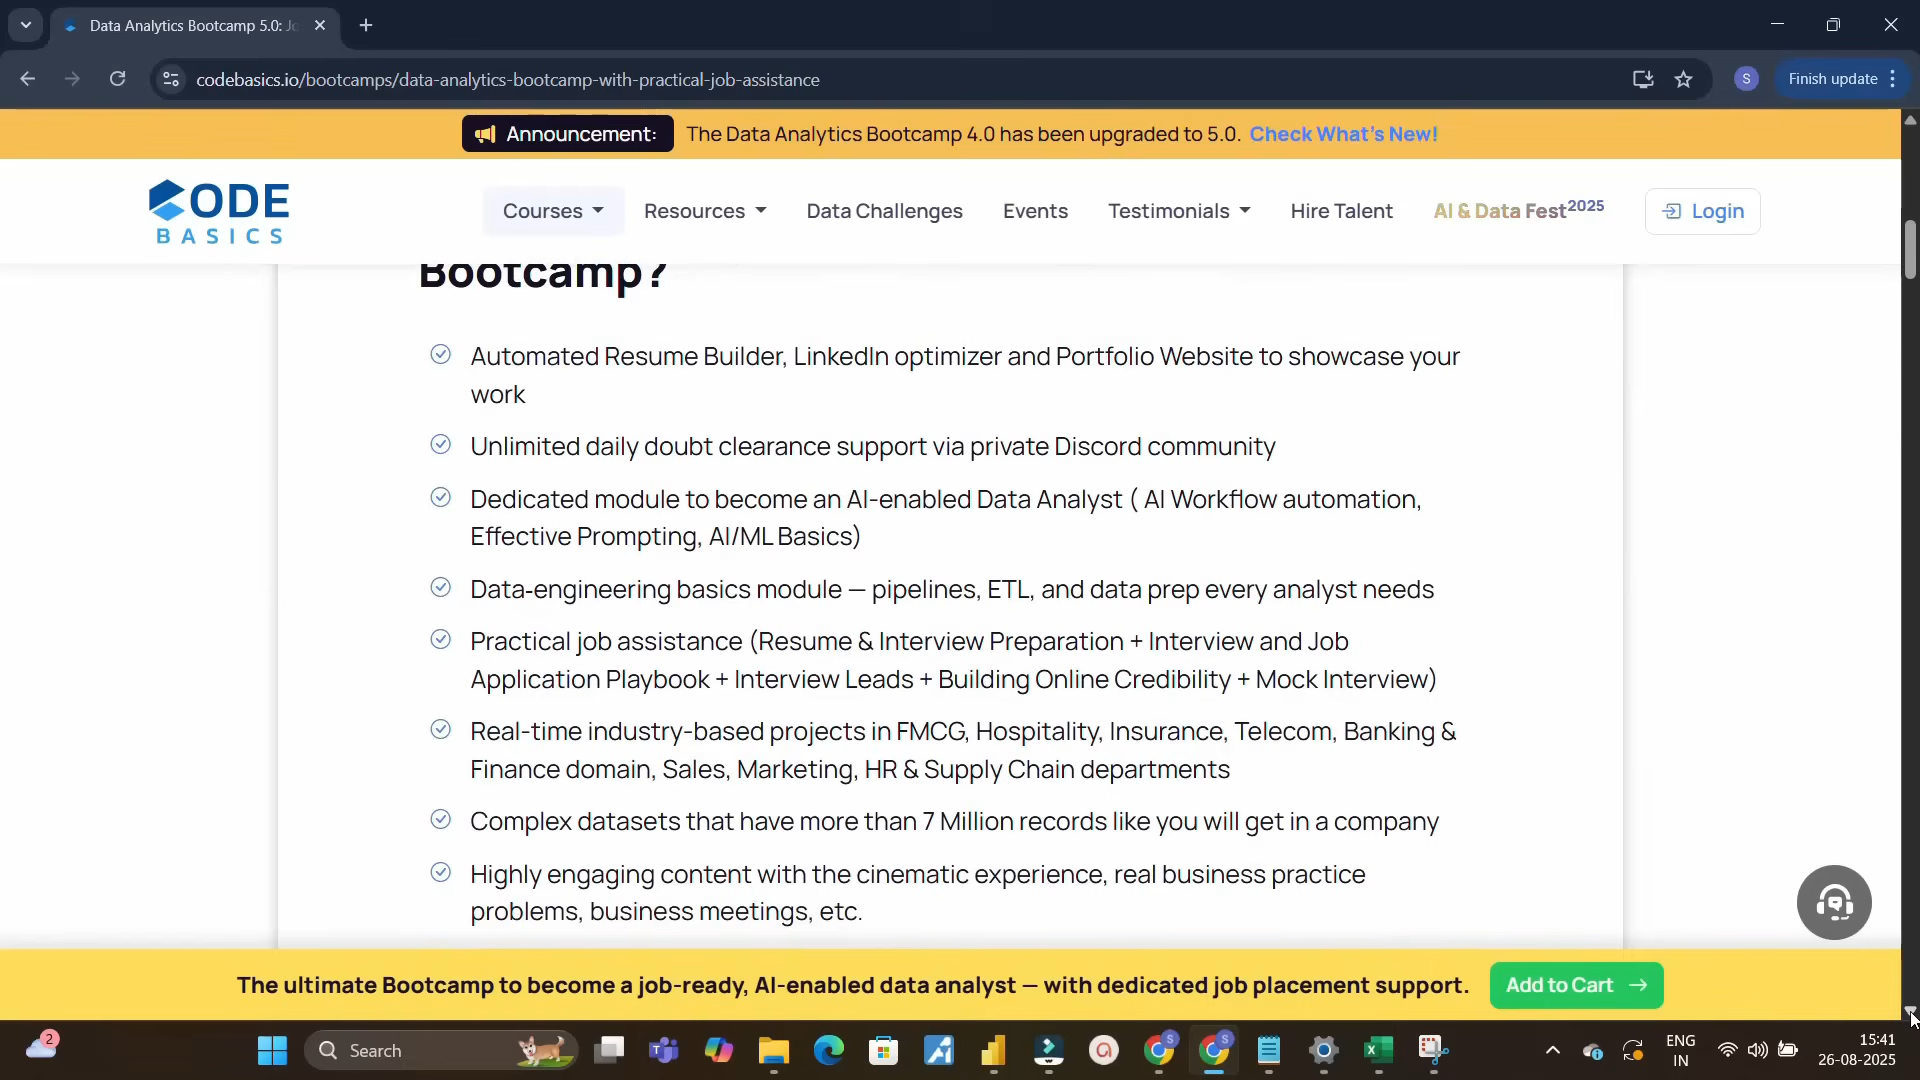 Data Analytics Bootcamp 5.0: Jo
codebasics.io/bootcamps/data-analytics-bootcamp-with-practical-job-assistance
S
Finish update
Announcement: The Data Analytics Bootcamp 4.0 has been upgraded to 5.0. Check What's New!
CODE
BASICS
Courses
Resources
Data Challenges
Events
Testimonials
Hire Talent
AI & Data Fest2025
Login
Bootcamp?
Automated Resume Builder, LinkedIn optimizer and Portfolio Website to showcase your
work
Unlimited daily doubt clearance support via private Discord community
Dedicated module to become an AI-enabled Data Analyst ( AI Workflow automation,
Effective Prompting, AI/ML Basics)
Data-engineering basics module — pipelines, ETL, and data prep every analyst needs
Practical job assistance (Resume & Interview Preparation + Interview and Job
Application Playbook + Interview Leads + Building Online Credibility + Mock Interview)
Real-time industry-based projects in FMCG, Hospitality, Insurance, Telecom, Banking &
Finance domain, Sales, Marketing, HR & Supply Chain departments
Complex datasets that have more than 7 Million records like you will get in a company
Highly engaging content with the cinematic experience, real business practice
problems, business meetings, etc.
The ultimate Bootcamp to become a job-ready, AI-enabled data analyst — with dedicated job placement support.
Add to Cart →
2
Search
ENG
IN
15:41
26-08-2025